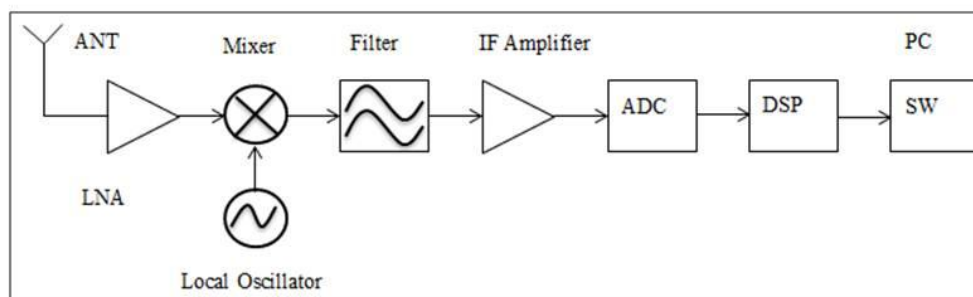 ANT
Mixer
Filter
IF Amplifier
PC
ADC
DSP
SW
LNA
Local Oscillator